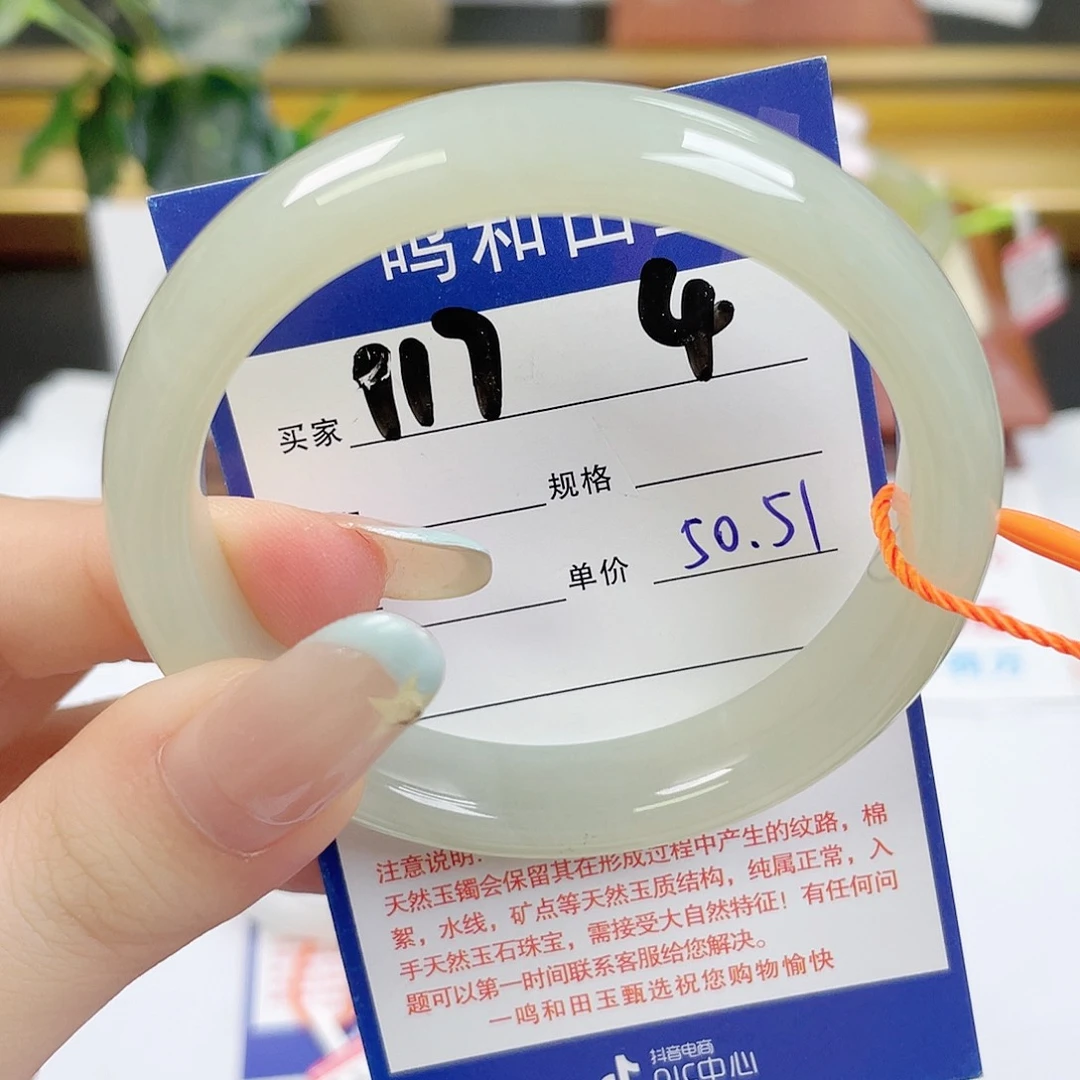 鸣和田
117 4
买家
规格
单价 50.51
注意说明:
天然玉镯会保留其在形成过程中产生的纹路，棉
絮，水线，矿点等天然玉质结构，纯属正常，入
手天然玉石珠宝，需接受大自然特征！有任何问
题可以第一时间联系客服给您解决。
一鸣和田玉甄选祝您购物愉快
抖音电商
QIC中心